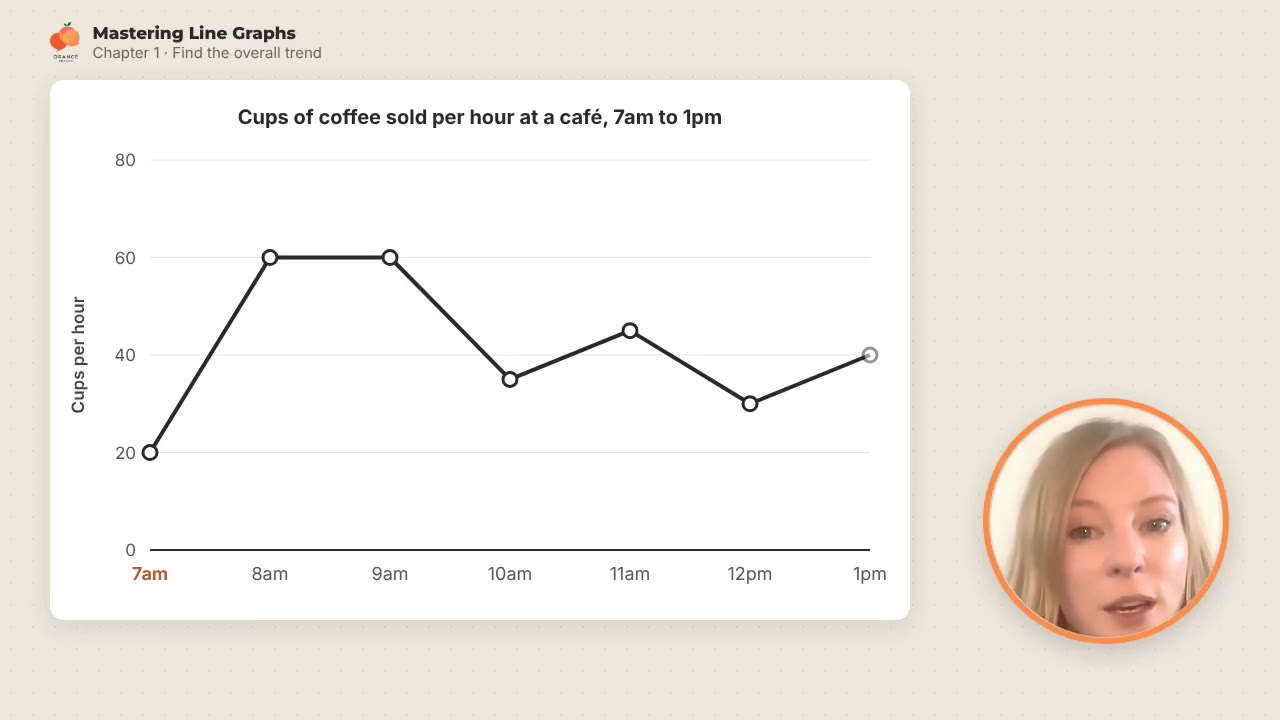 Mastering Line Graphs
Chapter 1 · Find the overall trend
ORANGE
Cups of coffee sold per hour at a café, 7am to 1pm
Cups per hour
80
60
40
20
0
7am 8am 9am 10am 11am 12pm 1pm